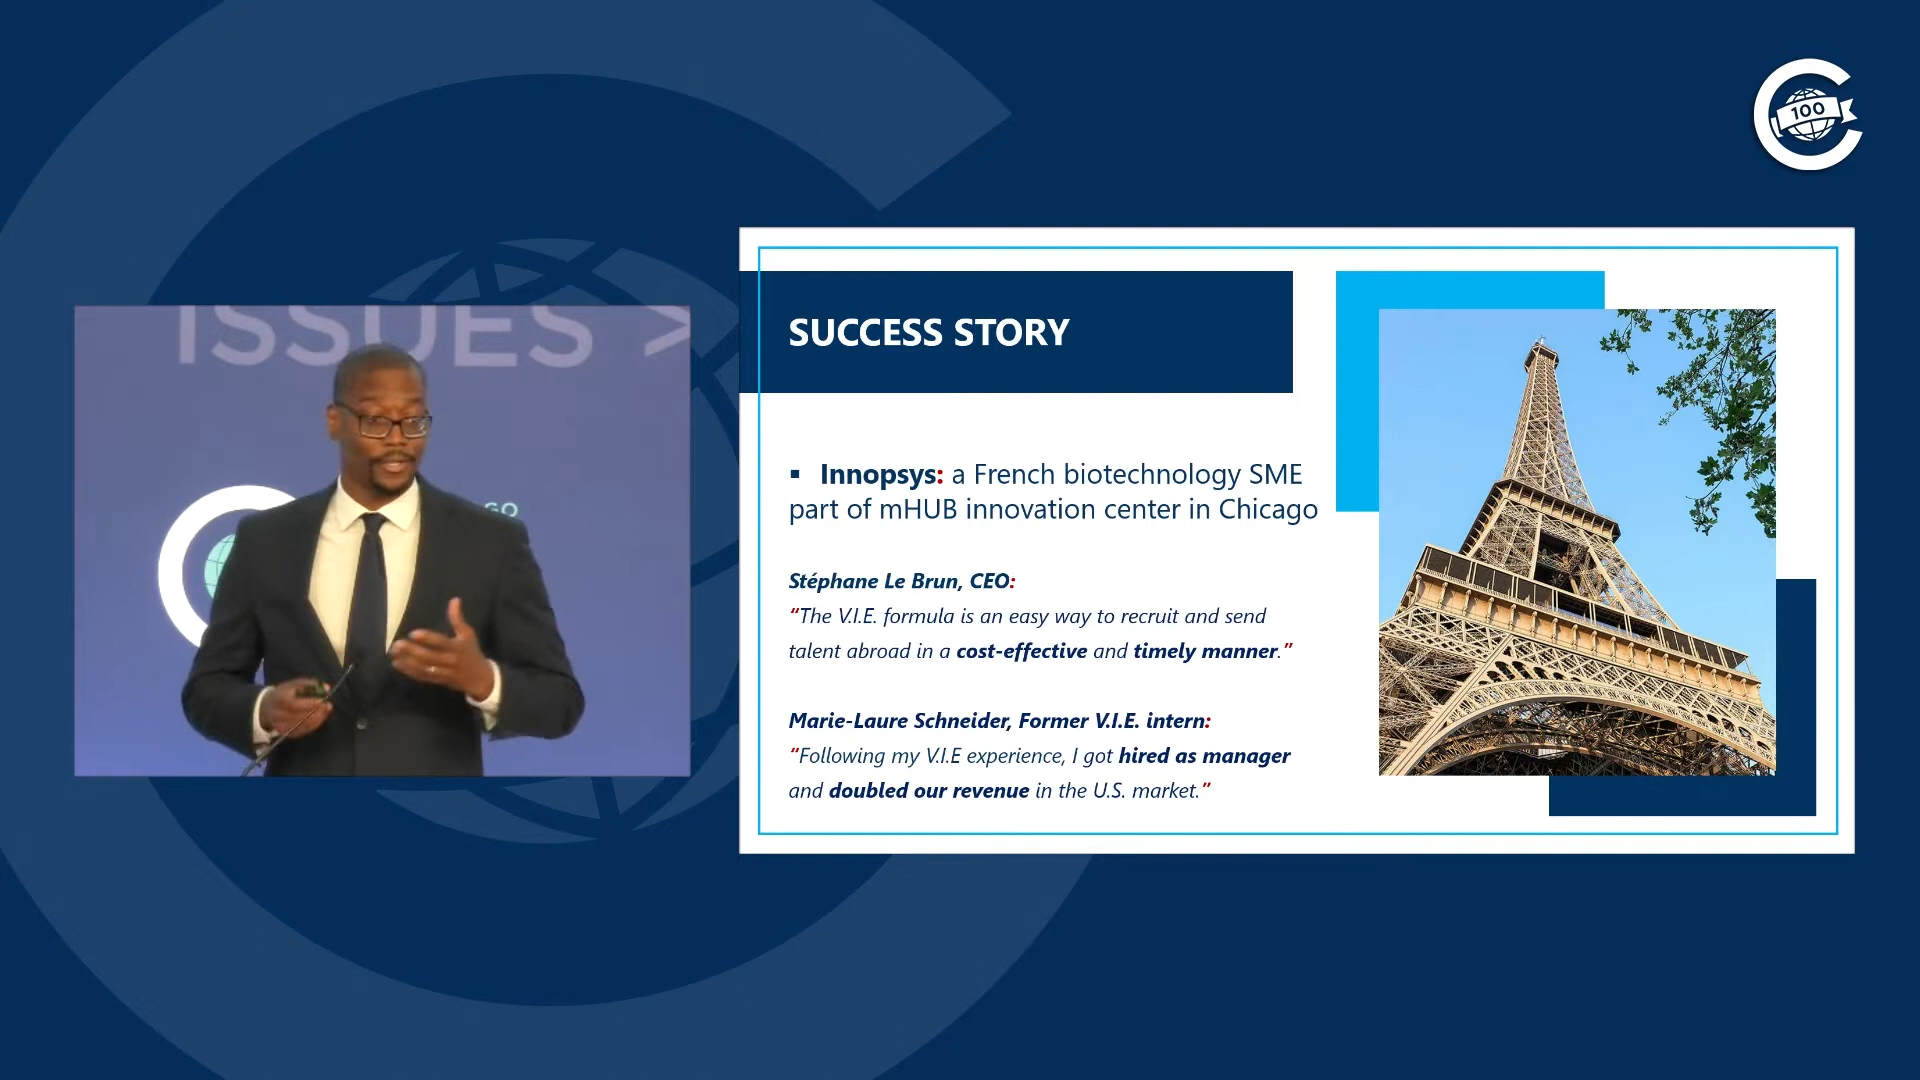 100
ISSUES >
GO
SUCCESS STORY
▪ Innopsys: a French biotechnology SME
part of mHUB innovation center in Chicago
Stéphane Le Brun, CEO:
“The V.I.E. formula is an easy way to recruit and send
talent abroad in a cost-effective and timely manner.”
Marie-Laure Schneider, Former V.I.E. intern:
“Following my V.I.E experience, I got hired as manager
and doubled our revenue in the U.S. market.”